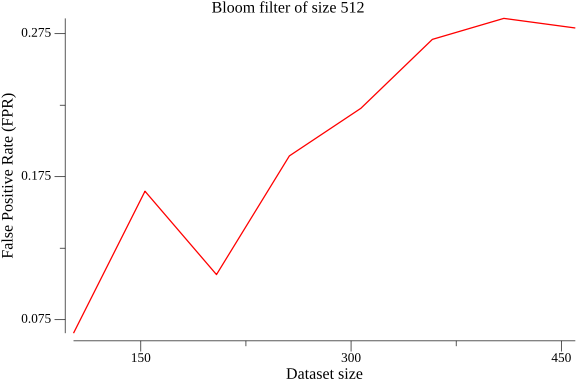 Bloom filter of size 512
0.275
0.175
0.075
False Positive Rate (FPR)
150
300
450
Dataset size